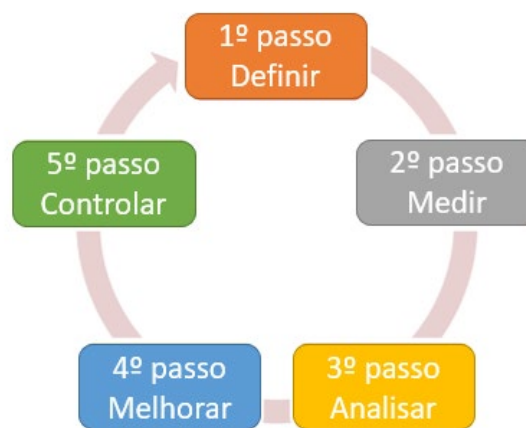 1º passo
Definir
2º passo
Medir
3º passo
Analisar
4º passo
Melhorar
5º passo
Controlar